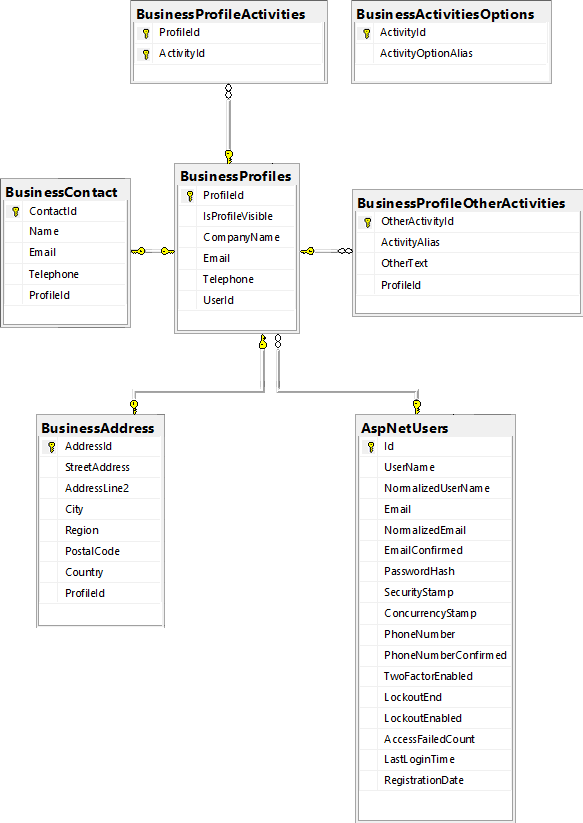 BusinessProfileActivities
ProfileId
ActivityId
BusinessActivitiesOptions
ActivityId
ActivityOptionAlias
BusinessContact
ContactId
Name
Email
Telephone
ProfileId
BusinessProfiles
ProfileId
IsProfileVisible
CompanyName
Email
Telephone
UserId
BusinessProfileOtherActivities
OtherActivityId
ActivityAlias
OtherText
ProfileId
BusinessAddress
AddressId
StreetAddress
AddressLine2
City
Region
PostalCode
Country
ProfileId
AspNetUsers
Id
UserName
NormalizedUserName
Email
NormalizedEmail
EmailConfirmed
PasswordHash
SecurityStamp
ConcurrencyStamp
PhoneNumber
PhoneNumberConfirmed
TwoFactorEnabled
LockoutEnd
LockoutEnabled
AccessFailedCount
LastLoginTime
RegistrationDate